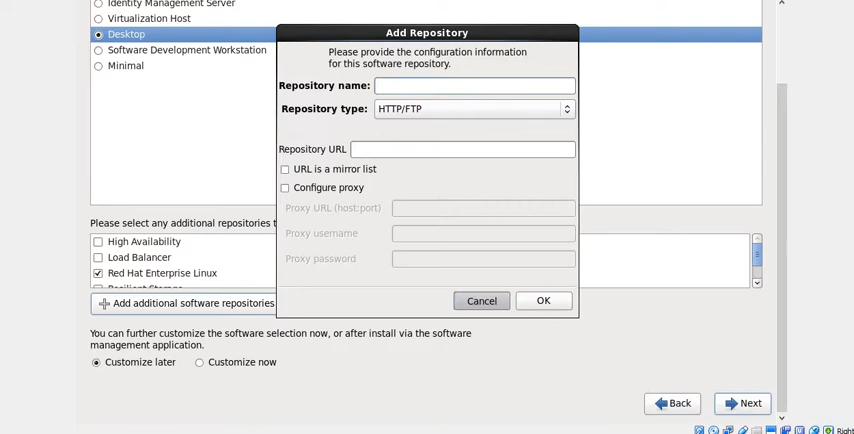 Identity Management Server
Virtualization Host
Desktop
Software Development Workstation
Minimal
Add Repository
Please provide the configuration information
for this software repository.
Repository name:
Repository type: HTTP/FTP
Repository URL
URL is a mirror list
Configure proxy
Proxy URL (host:port)
Proxy username
Proxy password
Cancel OK
Please select any additional repositories t
High Availability
Load Balancer
Red Hat Enterprise Linux
Resilient Storage
Add additional software repositories
You can further customize the software selection now, or after install via the software
management application.
Customize later Customize now
Back Next
Right